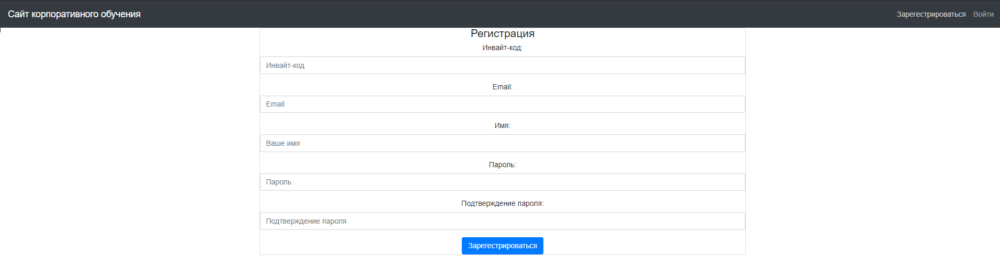 Сайт корпоративного обучения
Зарегестрироваться Войти
Регистрация
Инвайт-код:
Инвайт-код
Email:
Email
Имя:
Ваше имя
Пароль:
Пароль
Подтверждение пароля:
Подтверждение пароля
Зарегестрироваться